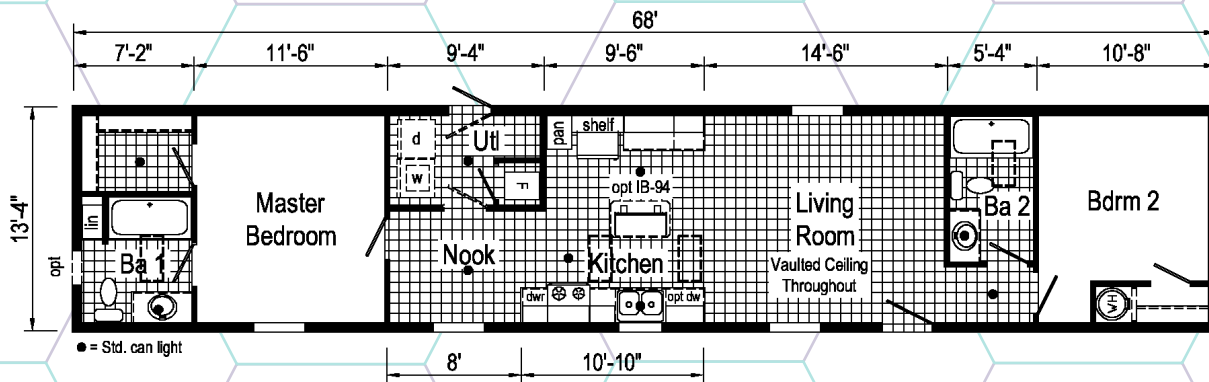 68'
7'-2" 11'-6" 9'-4" 9'-6" 14'-6" 5'-4" 10'-8"
13'-4"
d
W
Utl
F
pan
shelf
opt IB-94
lin
opt
Ba 1
Master
Bedroom
Nook
Kitchen
dwr
opt dw
Living
Room
Vaulted Ceiling
Throughout
Ba 2
Bdrm 2
WH
● = Std. can light
8' 10'-10"